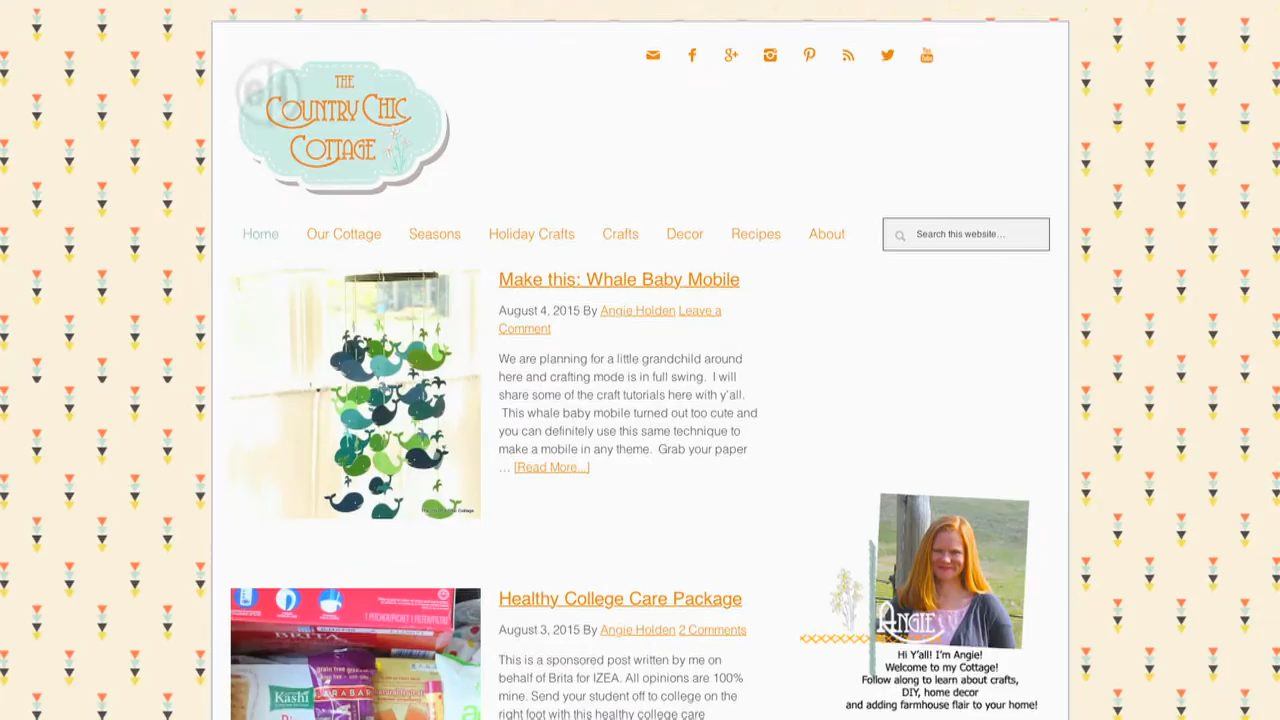 THE
COUNTRY CHIC
COTTAGE
Home Our Cottage Seasons Holiday Crafts Crafts Decor Recipes About
Search this website…
Make this: Whale Baby Mobile
August 4, 2015 By Angie Holden Leave a
Comment
We are planning for a little grandchild around
here and crafting mode is in full swing. I will
share some of the craft tutorials here with y'all.
This whale baby mobile turned out too cute and
you can definitely use this same technique to
make a mobile in any theme. Grab your paper
… [Read More...]
Healthy College Care Package
August 3, 2015 By Angie Holden 2 Comments
This is a sponsored post written by me on
behalf of Brita for IZEA. All opinions are 100%
mine. Send your student off to college on the
right foot with this healthy college care
BRITA
Kashi
LARABAR
ANGIE
Hi Y'all! I'm Angie!
Welcome to my Cottage!
Follow along to learn about crafts,
DIY, home decor
and adding farmhouse flair to your home!